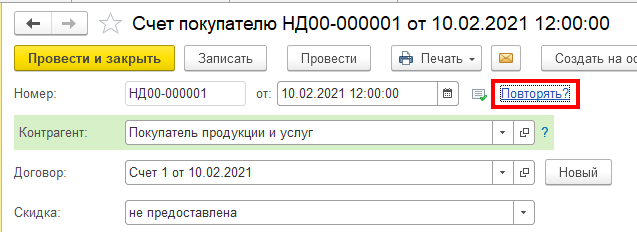 Счет покупателю НД00-000001 от 10.02.2021 12:00:00
Провести и закрыть Записать Провести Печать Создать на ос
Номер: НД00-000001 от: 10.02.2021 12:00:00 Повторять?
Контрагент: Покупатель продукции и услуг ?
Договор: Счет 1 от 10.02.2021 Новый
Скидка: не предоставлена